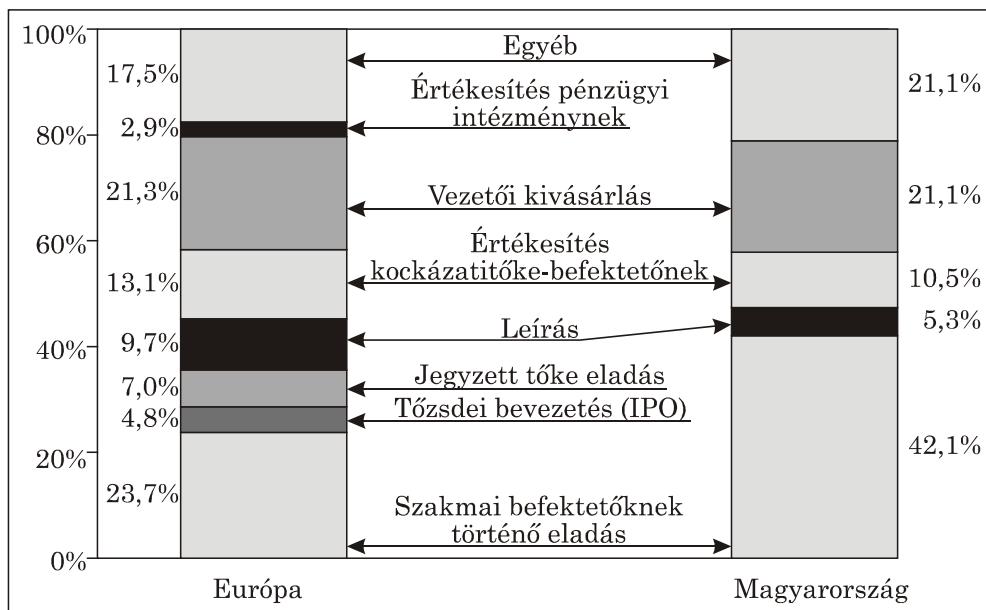 100%
80%
60%
40%
20%
0%
17,5%
2,9%
21,3%
13,1%
9,7%
7,0%
4,8%
23,7%
Egyéb
Értékesítés pénzügyi
intézménynek
Vezetői kivásárlás
Értékesítés
kockázatitőke-befektetőnek
Leírás
Jegyzett tőke eladás
Tőzsdei bevezetés (IPO)
Szakmai befektetőknek
történő eladás
21,1%
21,1%
10,5%
5,3%
42,1%
Európa
Magyarország